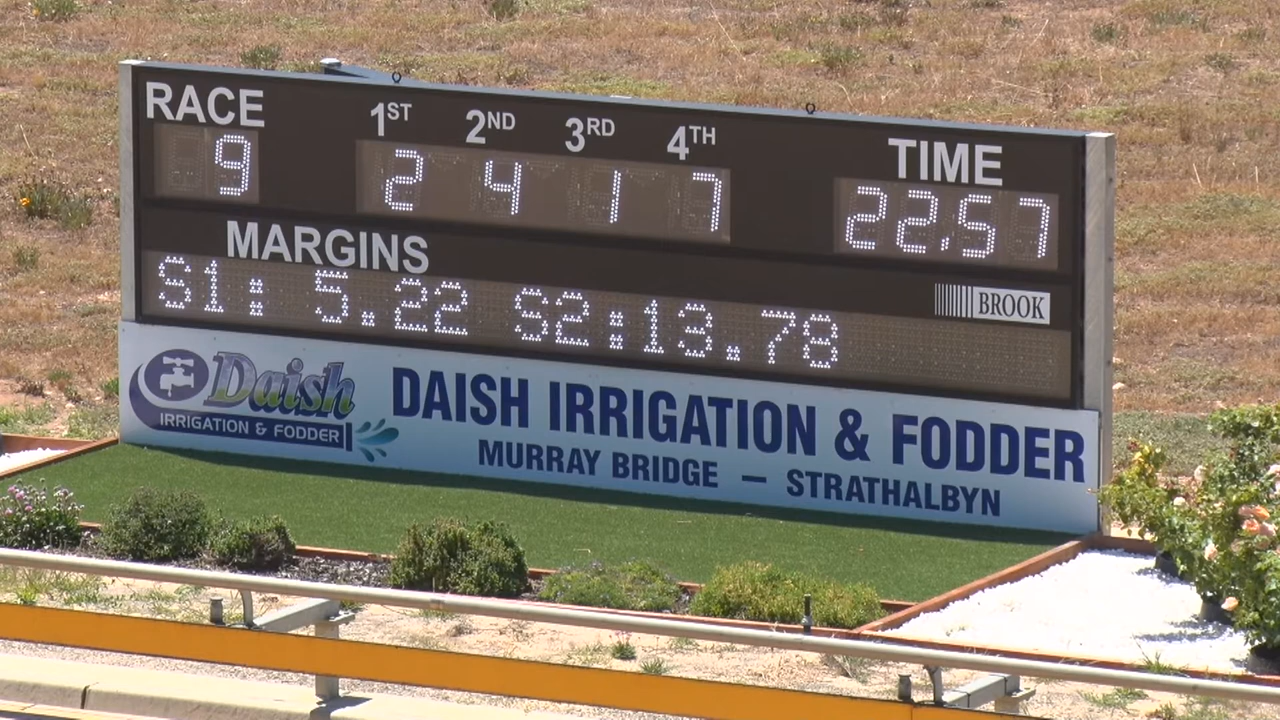 RACE 1ST 2ND 3RD 4TH TIME
9 2 4 1 7 22.57
MARGINS
S1: 5.22 S2:13.78
BROOK
Daish
IRRIGATION & FODDER
DAISH IRRIGATION & FODDER
MURRAY BRIDGE — STRATHALBYN